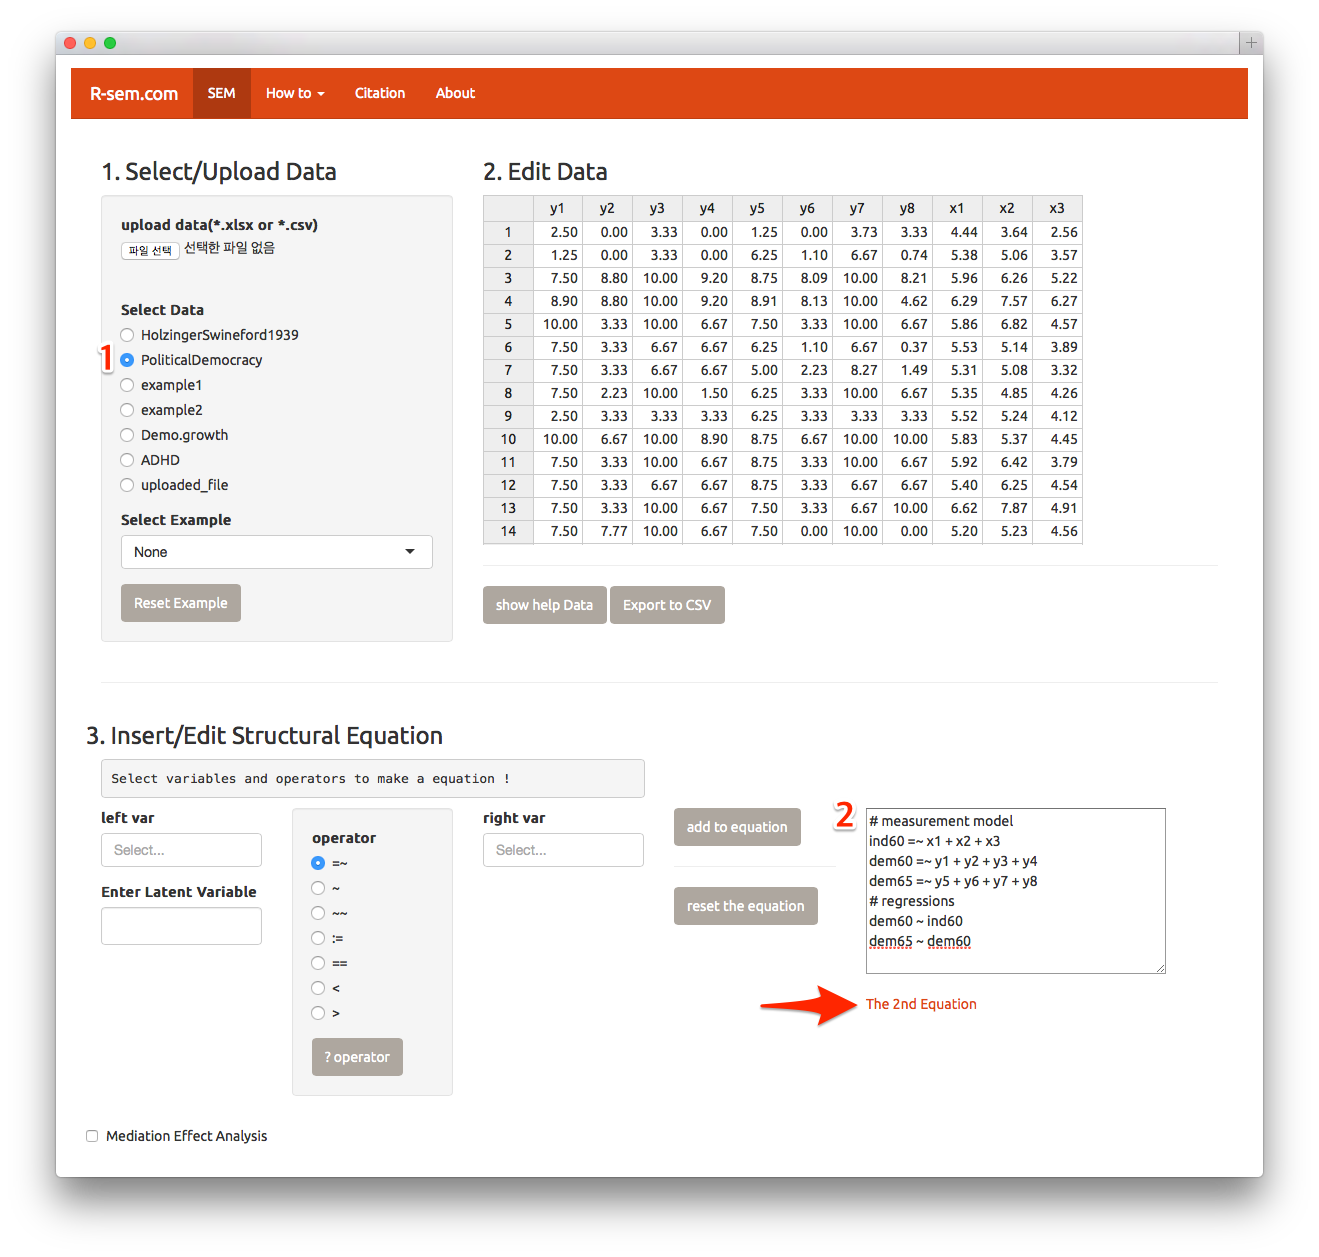 R-sem.com SEM How to Citation About
1. Select/Upload Data
upload data(*.xlsx or *.csv)
파일 선택 선택한 파일 없음
Select Data
HolzingerSwineford1939
1
PoliticalDemocracy
example1
example2
Demo.growth
ADHD
uploaded_file
Select Example
None
Reset Example
2. Edit Data
y1 y2 y3 y4 y5 y6 y7 y8 x1 x2 x3
1 2.50 0.00 3.33 0.00 1.25 0.00 3.73 3.33 4.44 3.64 2.56
2 1.25 0.00 3.33 0.00 6.25 1.10 6.67 0.74 5.38 5.06 3.57
3 7.50 8.80 10.00 9.20 8.75 8.09 10.00 8.21 5.96 6.26 5.22
4 8.90 8.80 10.00 9.20 8.91 8.13 10.00 4.62 6.29 7.57 6.27
5 10.00 3.33 10.00 6.67 7.50 3.33 10.00 6.67 5.86 6.82 4.57
6 7.50 3.33 6.67 6.67 6.25 1.10 6.67 0.37 5.53 5.14 3.89
7 7.50 3.33 6.67 6.67 5.00 2.23 8.27 1.49 5.31 5.08 3.32
8 7.50 2.23 10.00 1.50 6.25 3.33 10.00 6.67 5.35 4.85 4.26
9 2.50 3.33 3.33 3.33 6.25 3.33 3.33 3.33 5.52 5.24 4.12
10 10.00 6.67 10.00 8.90 8.75 6.67 10.00 10.00 5.83 5.37 4.45
11 7.50 3.33 10.00 6.67 8.75 3.33 10.00 6.67 5.92 6.42 3.79
12 7.50 3.33 6.67 6.67 8.75 3.33 6.67 6.67 5.40 6.25 4.54
13 7.50 3.33 10.00 6.67 7.50 3.33 6.67 10.00 6.62 7.87 4.91
14 7.50 7.77 10.00 6.67 7.50 0.00 10.00 0.00 5.20 5.23 4.56
show help Data Export to CSV
3. Insert/Edit Structural Equation
Select variables and operators to make a equation !
left var
Select...
Enter Latent Variable
operator
=~
~
~~
:=
==
<
>
? operator
right var
Select...
add to equation
reset the equation
2
# measurement model
ind60 =~ x1 + x2 + x3
dem60 =~ y1 + y2 + y3 + y4
dem65 =~ y5 + y6 + y7 + y8
# regressions
dem60 ~ ind60
dem65 ~ dem60
The 2nd Equation
Mediation Effect Analysis